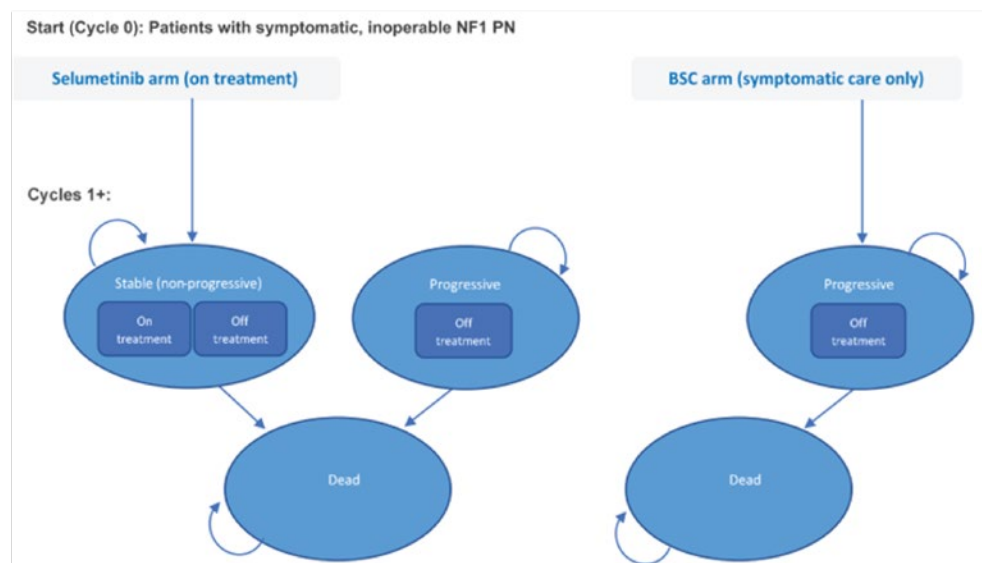 Start (Cycle 0): Patients with symptomatic, inoperable NF1 PN
Selumetinib arm (on treatment)
BSC arm (symptomatic care only)
Cycles 1+:
Stable (non-progressive)
On
treatment
Off
treatment
Progressive
Off
treatment
Progressive
Off
treatment
Dead
Dead